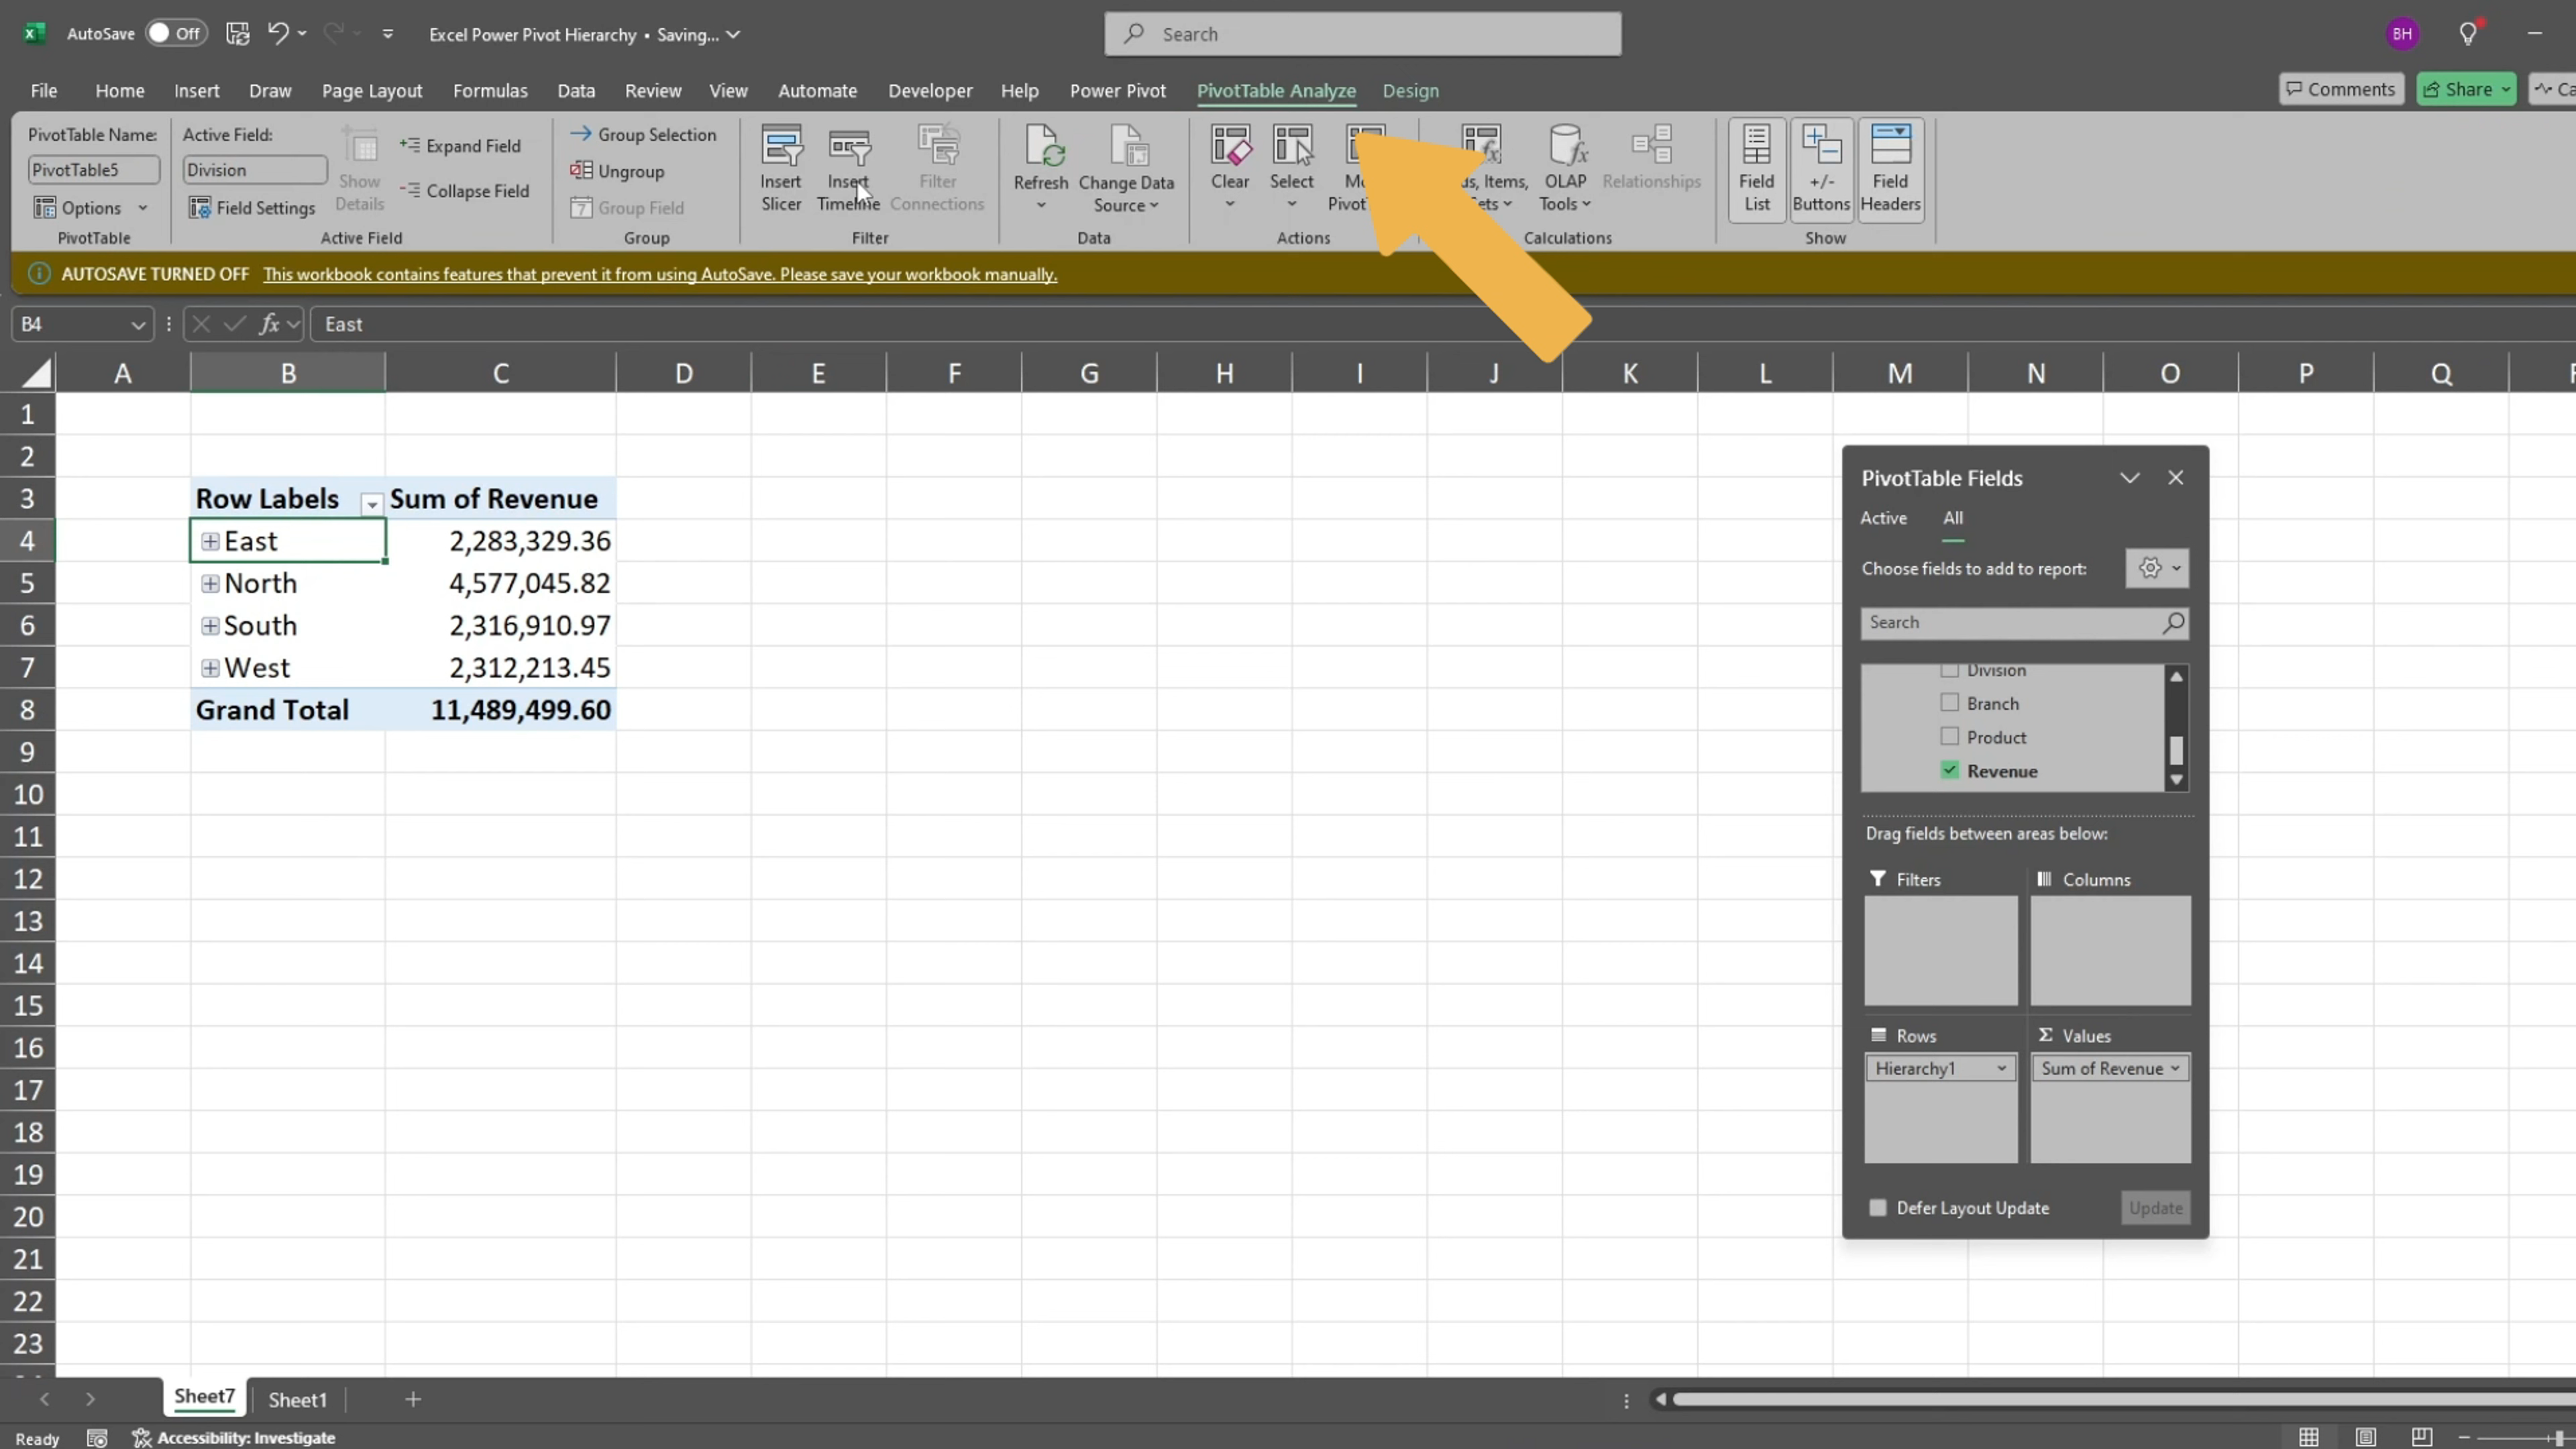 AutoSave Off Excel Power Pivot Hierarchy • Saving... Search BH
File Home Insert Draw Page Layout Formulas Data Review View Automate Developer Help Power Pivot PivotTable Analyze Design Comments Share
PivotTable Name:
PivotTable5
Options
PivotTable
Active Field:
Division
Field Settings
Show
Details
Expand Field
Collapse Field
Active Field
Group Selection
Ungroup
7 Group Field
Group
Insert
Slicer
Insert
Timeline
Filter
Connections
Filter
Refresh
Change Data
Source
Data
Clear
Select
Actions
Items,
OLAP
Tools
Relationships
Calculations
Field
List
+/-
Buttons
Field
Headers
Show
AUTOSAVE TURNED OFF This workbook contains features that prevent it from using AutoSave. Please save your workbook manually.
B4 fx East
A B C D E F G H I J K L M N O P Q
1
2
3 Row Labels Sum of Revenue
4 East 2,283,329.36
5 North 4,577,045.82
6 South 2,316,910.97
7 West 2,312,213.45
8 Grand Total 11,489,499.60
9
10
11
12
13
14
15
16
17
18
19
20
21
22
23
PivotTable Fields
Active All
Choose fields to add to report:
Search
Division
Branch
Product
Revenue
Drag fields between areas below:
Filters Columns
Rows Σ Values
Hierarchy1 Sum of Revenue
Defer Layout Update Update
Sheet7 Sheet1
Ready Accessibility: Investigate